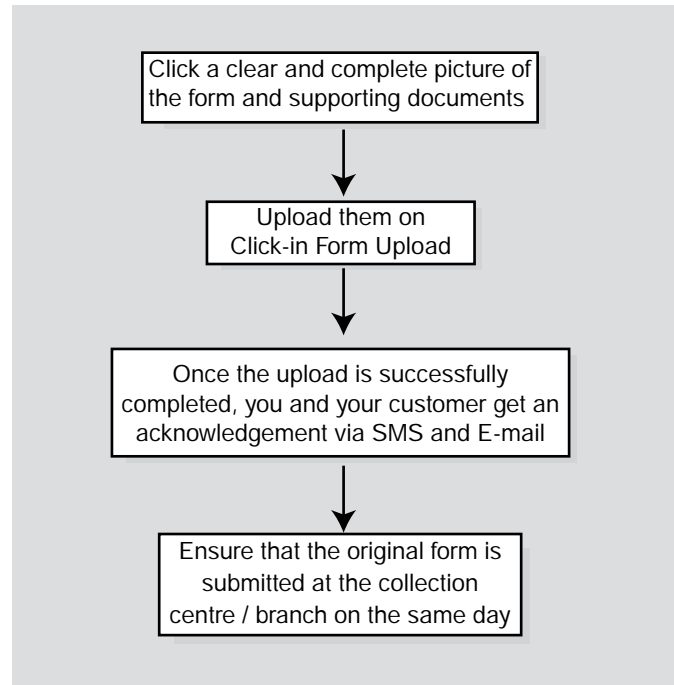 Click a clear and complete picture of
the form and supporting documents
Upload them on
Click-in Form Upload
Once the upload is successfully
completed, you and your customer get an
acknowledgement via SMS and E-mail
Ensure that the original form is
submitted at the collection
centre / branch on the same day